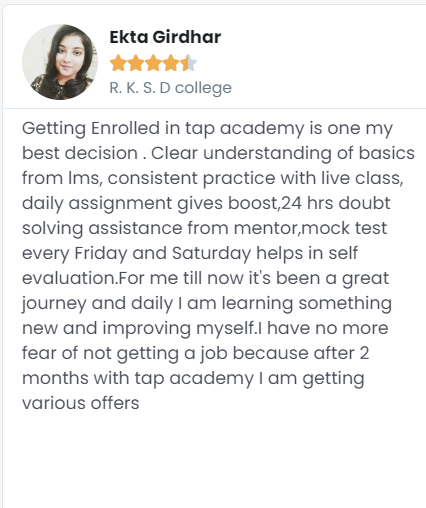 Ekta Girdhar
R. K. S. D college
Getting Enrolled in tap academy is one my
best decision . Clear understanding of basics
from lms, consistent practice with live class,
daily assignment gives boost,24 hrs doubt
solving assistance from mentor,mock test
every Friday and Saturday helps in self
evaluation.For me till now it's been a great
journey and daily I am learning something
new and improving myself.I have no more
fear of not getting a job because after 2
months with tap academy I am getting
various offers